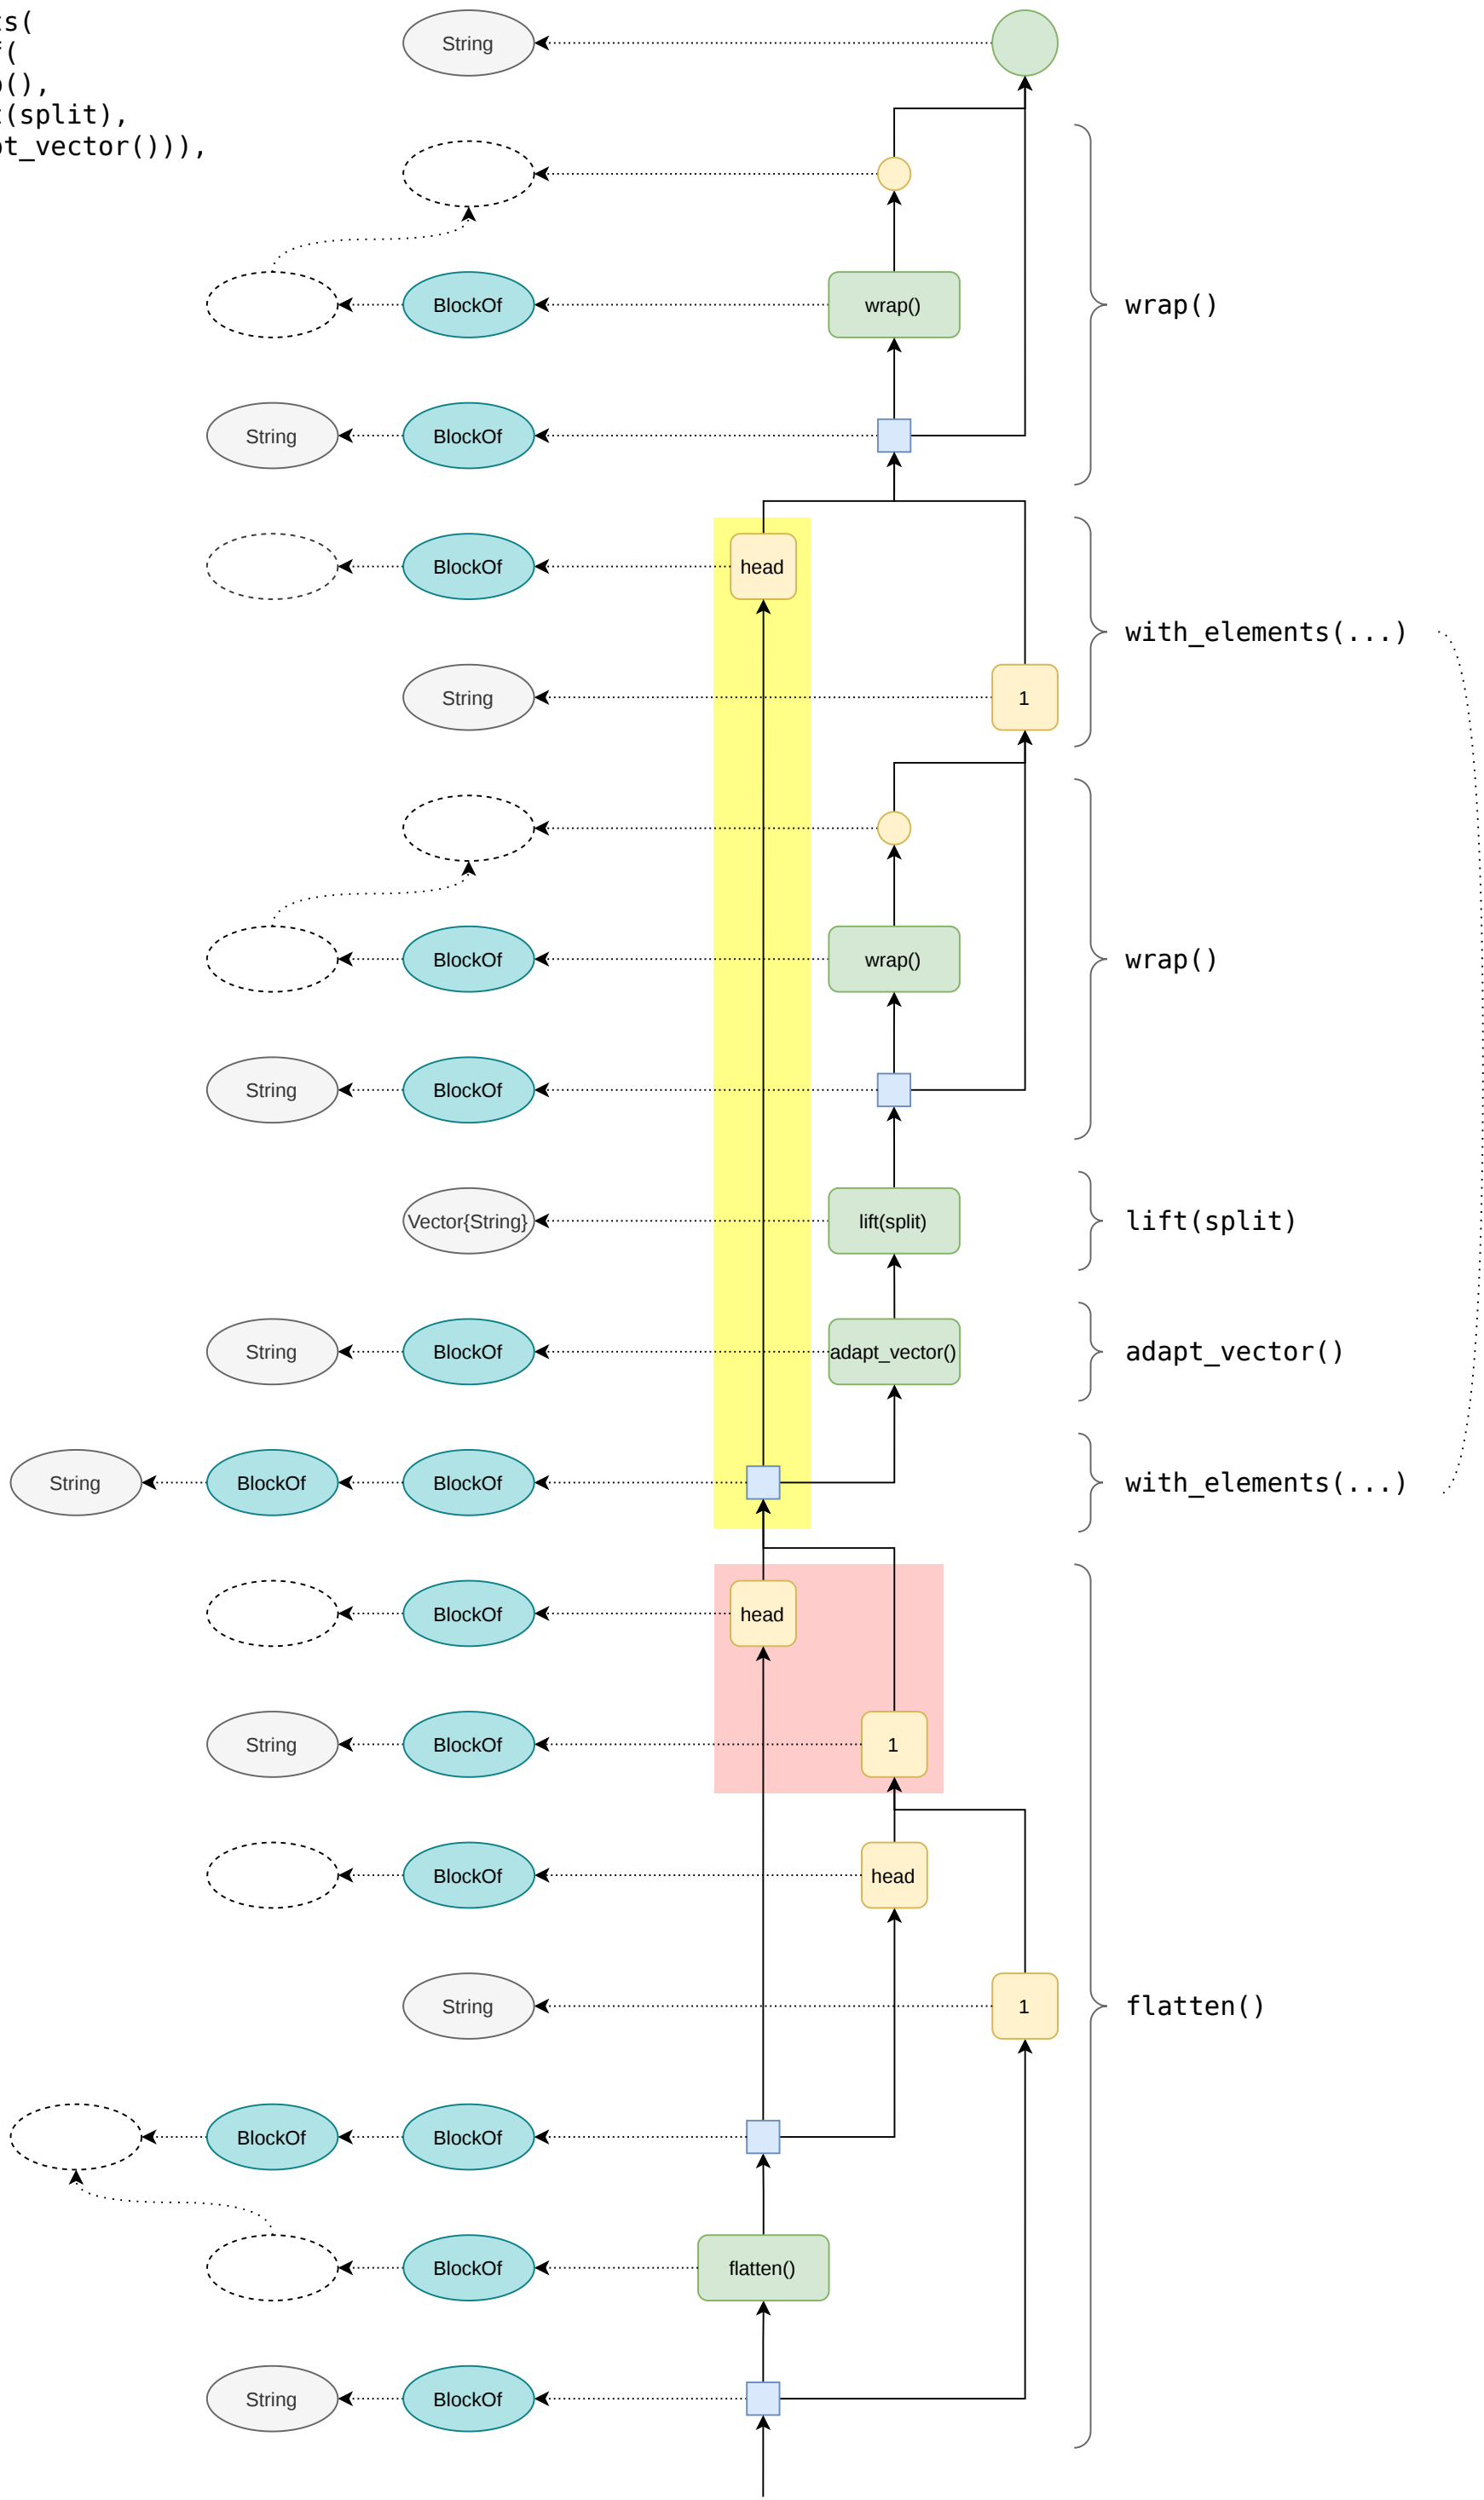 ts(
f(
p(),
t(split),
pt_vector())),
String
BlockOf
wrap()
wrap()
String
BlockOf
BlockOf
head
with_elements(...)
String
1
BlockOf
wrap()
wrap()
String
BlockOf
Vector{String}
lift(split)
lift(split)
String
BlockOf
adapt_vector()
adapt_vector()
String
BlockOf
BlockOf
with_elements(...)
BlockOf
head
String
BlockOf
1
BlockOf
head
String
1
flatten()
BlockOf
BlockOf
BlockOf
flatten()
String
BlockOf